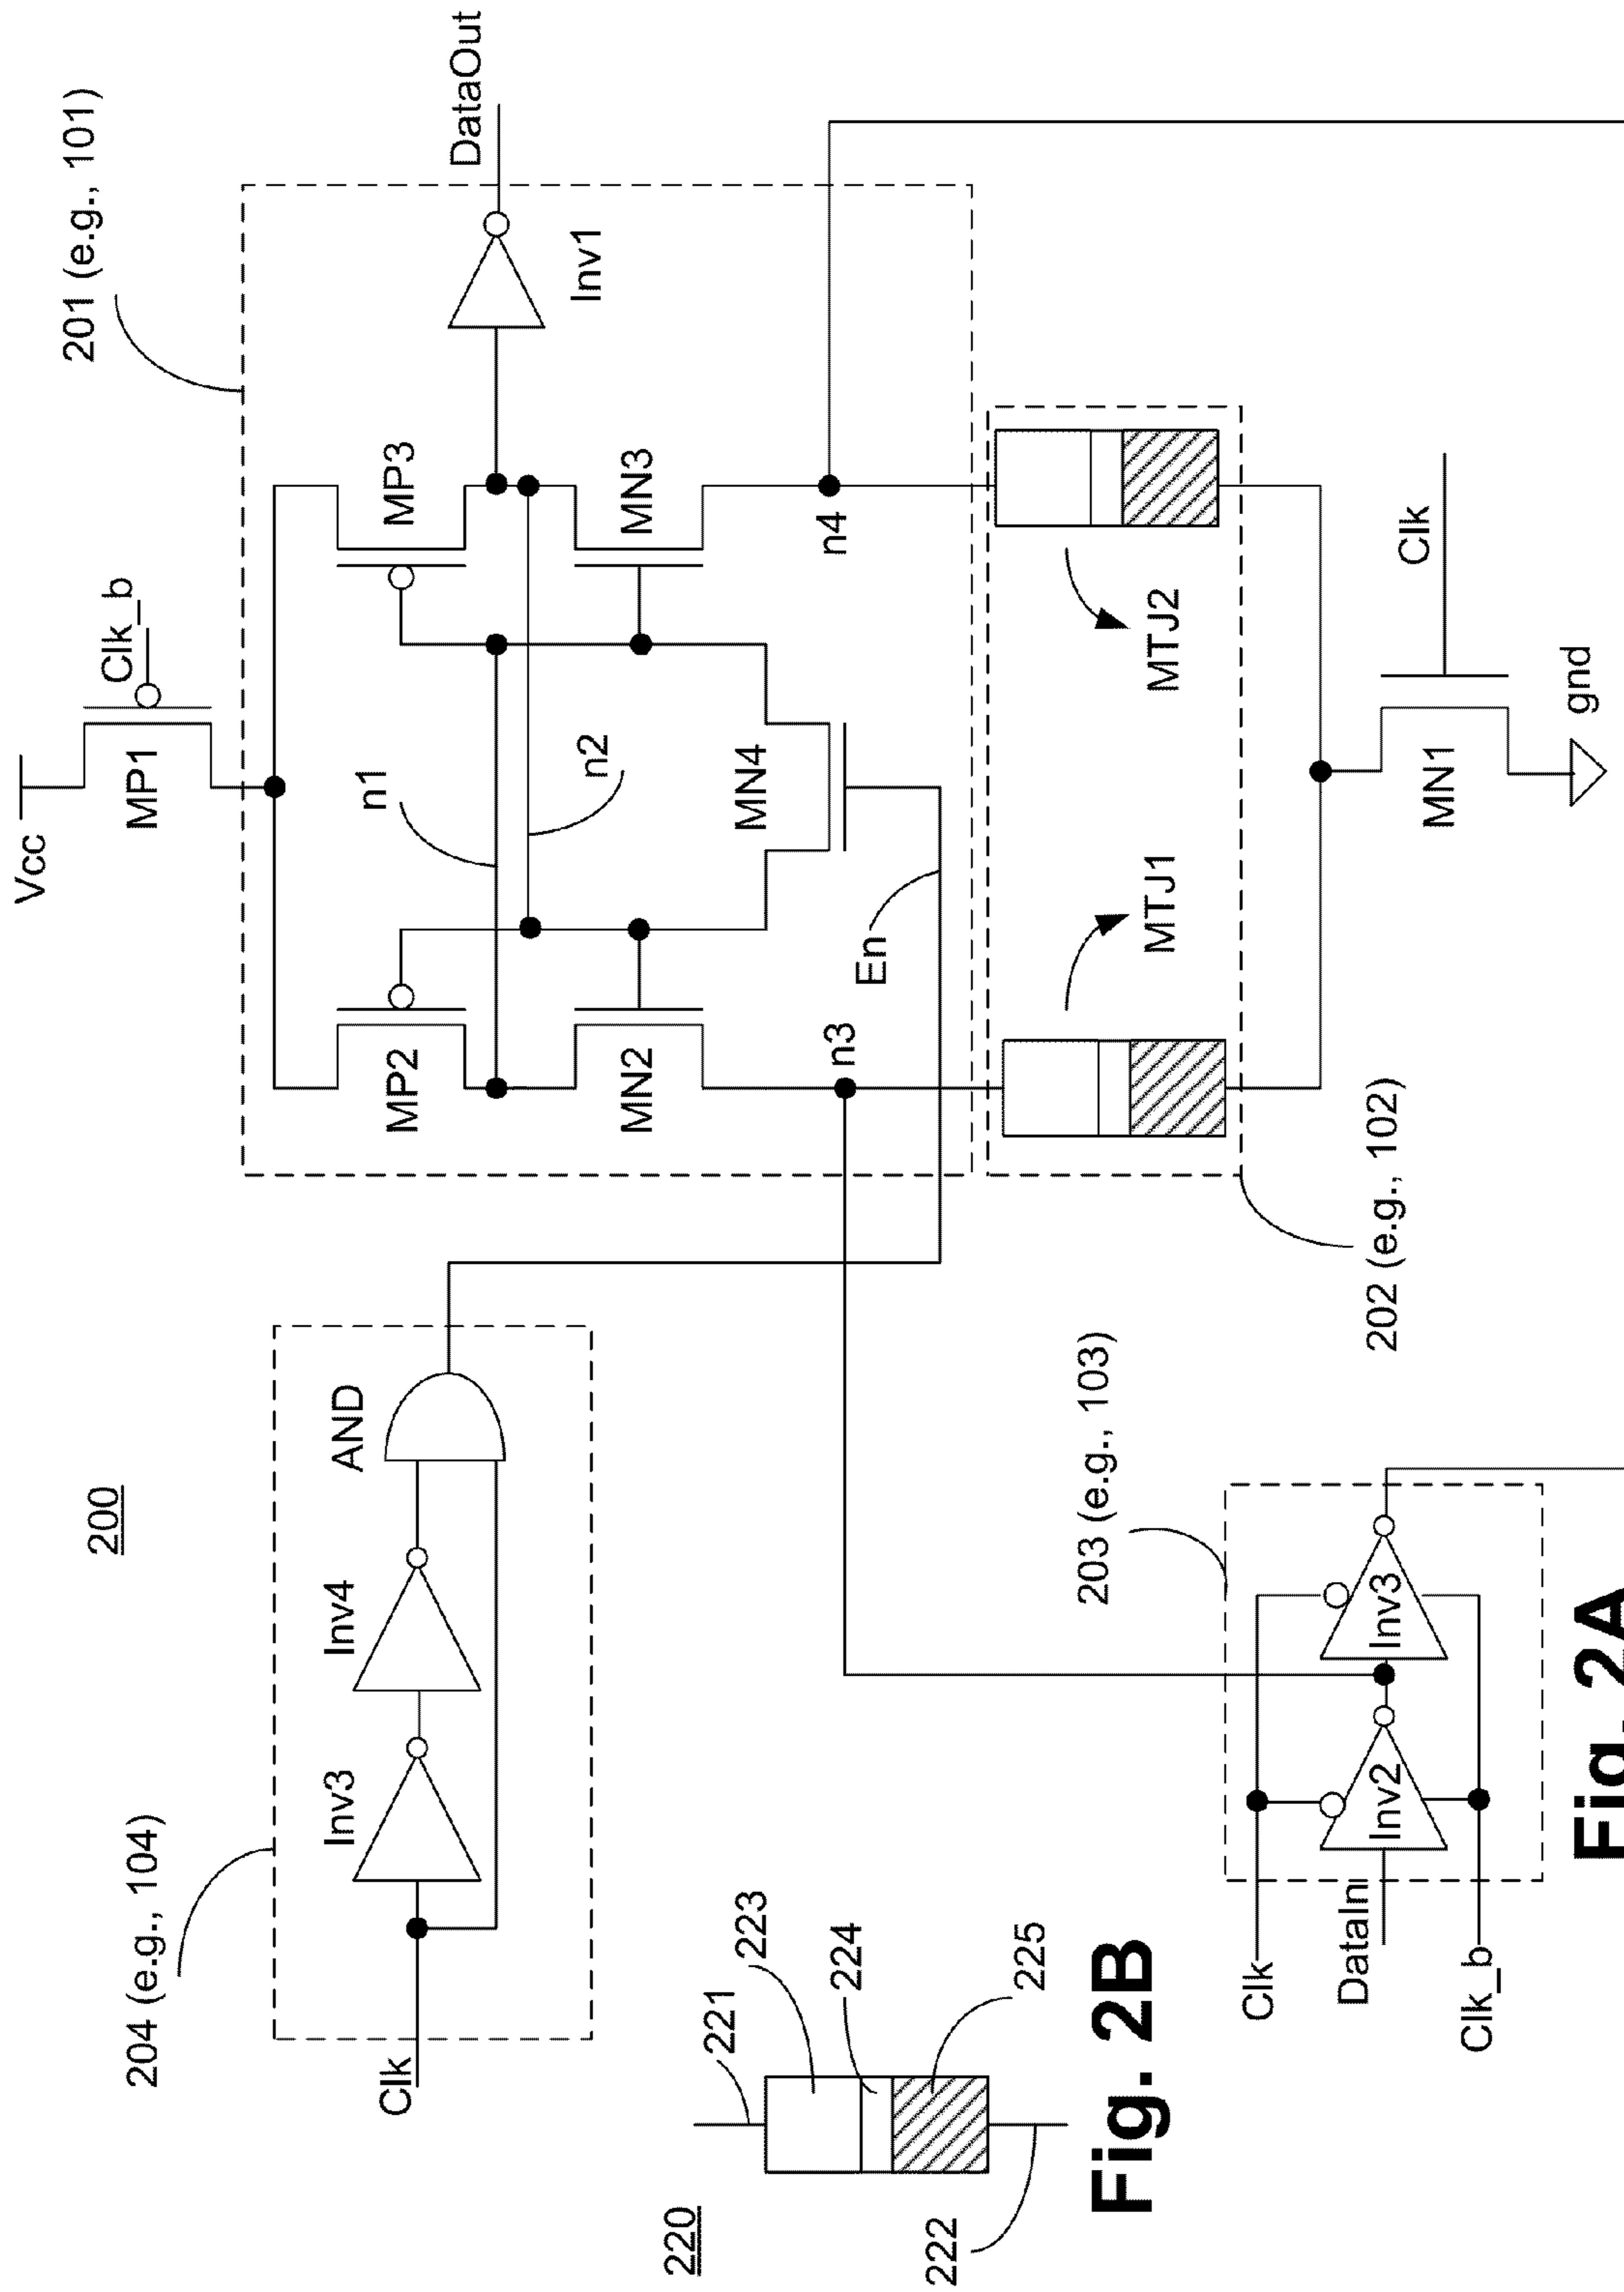 200
204 (e.g., 104)
Clk
Inv3
Inv4
AND
Vcc
MP1
Clk_b
201 (e.g., 101)
MP2
MP3
n1
n2
MN2
MN3
MN4
Inv1
DataOut
En
n3
n4
MTJ1
MTJ2
202 (e.g., 102)
MN1
Clk
gnd
203 (e.g., 103)
Clk
DataIn
Clk_b
Inv2
Inv3
220
221
222
223
224
225
Fig. 2B
Fig. 2A